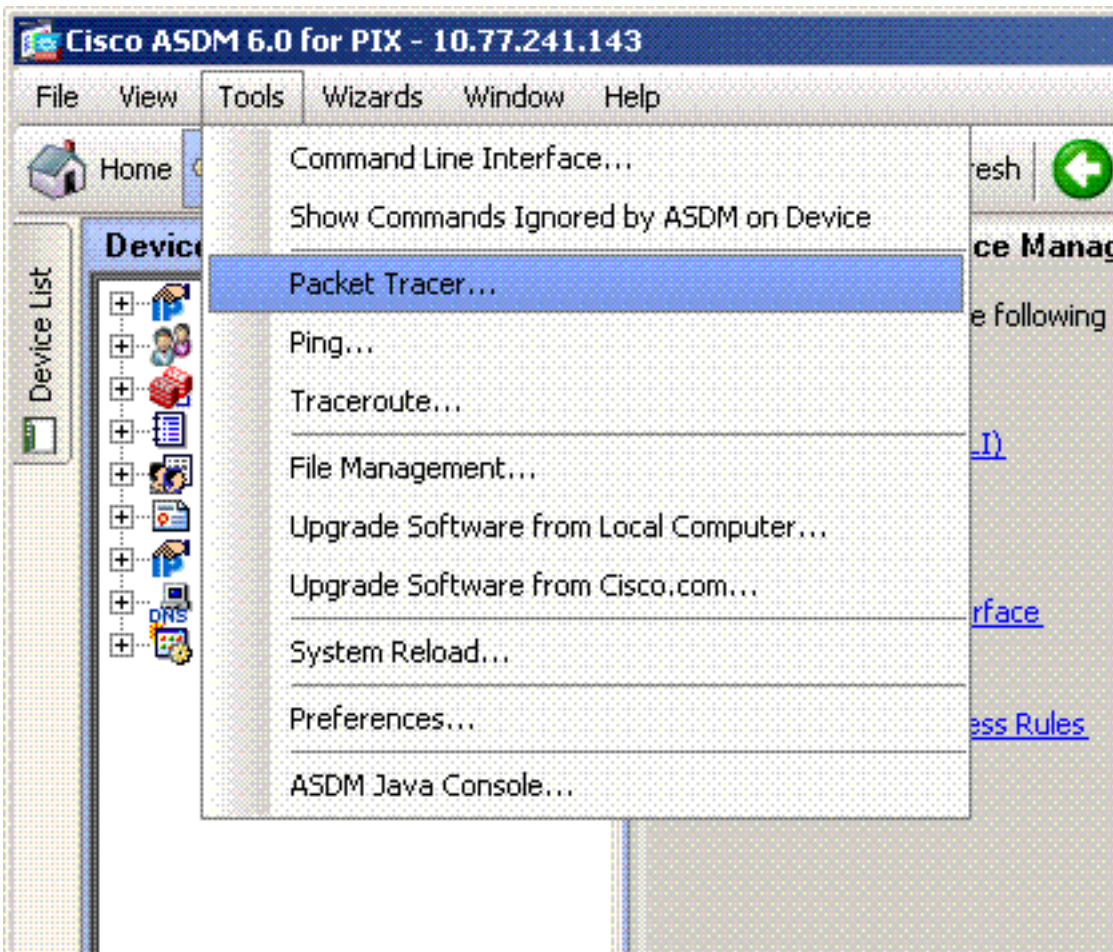 Cisco ASDM 6.0 for PIX - 10.77.241.143
File View Tools Wizards Window Help
Home
esh
Command Line Interface...
Show Commands Ignored by ASDM on Device
Packet Tracer...
Ping...
Traceroute...
File Management...
Upgrade Software from Local Computer...
Upgrade Software from Cisco.com...
System Reload...
Preferences...
ASDM Java Console...
Device List
Device
DNS
ce Manag
e following
LI)
rface
ess Rules